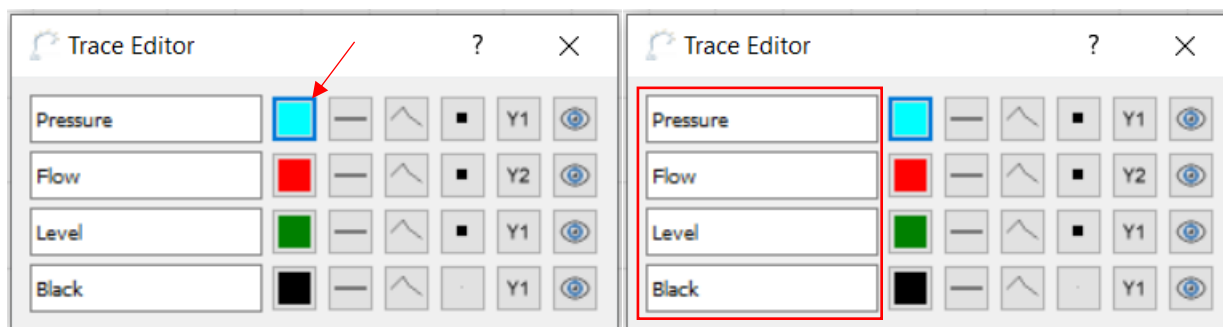 Trace Editor ? ×
Pressure Y1
Flow Y2
Level Y1
Black Y1
Trace Editor ? ×
Pressure Y1
Flow Y2
Level Y1
Black Y1